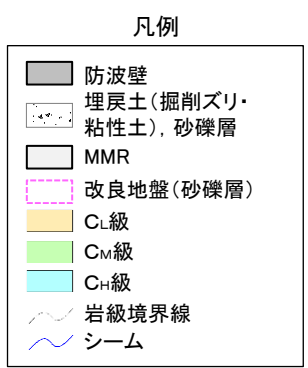 凡例
防波壁
埋戻土(掘削ズリ・
粘性土), 砂礫層
MMR
改良地盤(砂礫層)
CL級
CM級
CH級
岩級境界線
シーム